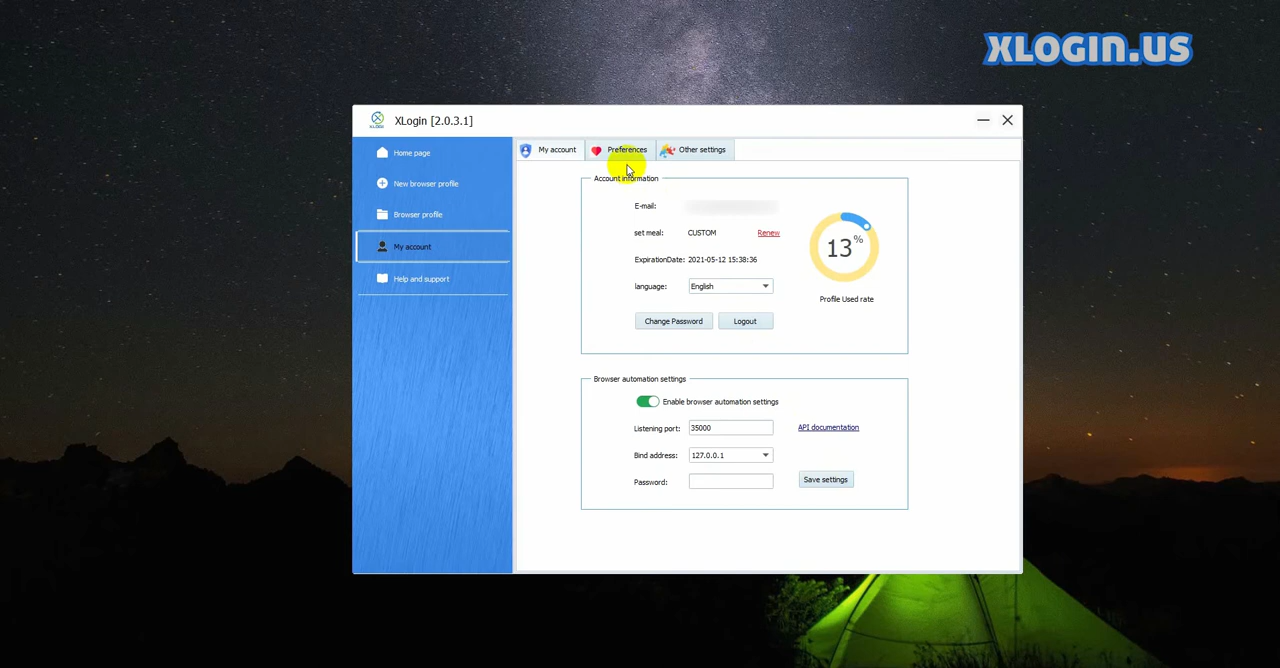 XLOGIN.US
XLogin [2.0.3.1]
Home page
New browser profile
Browser profile
My account
Help and support
My account
Preferences
Other settings
Account information
E-mail:
set meal: CUSTOM Renew
ExpirationDate: 2021-05-12 15:38:36
language: English
Change Password Logout
13%
Profile Used rate
Browser automation settings
Enable browser automation settings
Listening port: 35000 API documentation
Bind address: 127.0.0.1
Password: Save settings